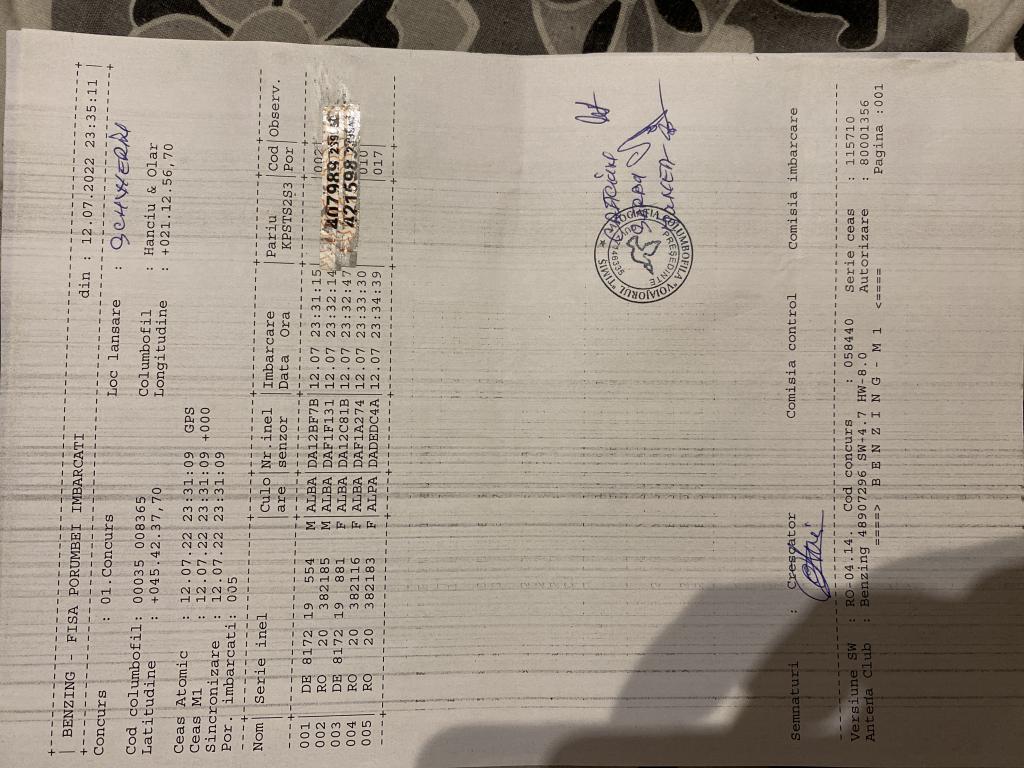 BENZING - FISA PORUMBEI IMBARCATI
din : 12.07.2022 23:35:11
Concurs : 01 Concurs Loc lansare : SCHWERIN
Cod columbofil: 00035 008365 Columbofil : Hanciu & Olar
Latitudine : +045.42.37,70 Longitudine : +021.12.56,70
Ceas Atomic : 12.07.22 23:31:09 GPS
Ceas M1 : 12.07.22 23:31:09 +000
Sincronizare : 12.07.22 23:31:09
Por. imbarcati: 005
Nom | Serie inel |Culo|Nr.inel |Imbarcare | Pariu |Cod |Observ.
are | senzor |Data Ora | KPSTS2S3 |Por
001 DE 8172 19 554 M ALBA DA12BF7B 12.07 23:31:15 002
002 RO 20 382185 M ALBA DAF1F131 12.07 23:32:14 407989
003 DE 8172 19 881 F ALBA DA12C81B 12.07 23:32:47 421598
004 RO 20 382116 F ALBA DAF1A274 12.07 23:33:30 010
005 RO 20 382183 F ALPA DADEDC4A 12.07 23:34:39 017
ASOCIATIA COLUMBOFILA "VOIAJORUL" TIMIS
PRESEDINTE
Semnaturi : Crescator Comisia control Comisia imbarcare
Versiune SW : RO-04.14. Cod concurs : 058440 Serie ceas : 115710
Antena Club : Benzing 48907296 SW-4.7 HW-8.0 Autorizare : 80001356
====> B E N Z I N G - M 1 <==== Pagina :001